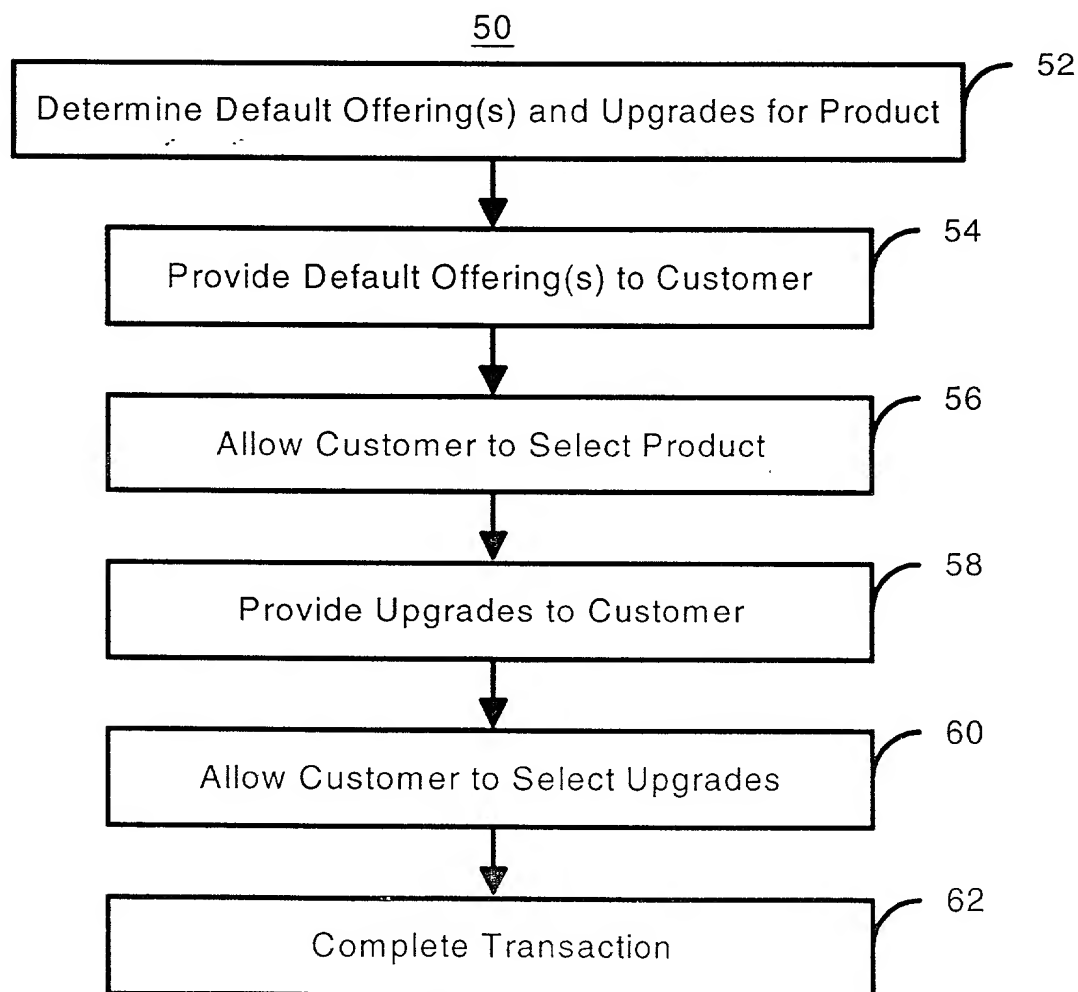 50
52
Determine Default Offering(s) and Upgrades for Product
54
Provide Default Offering(s) to Customer
56
Allow Customer to Select Product
58
Provide Upgrades to Customer
60
Allow Customer to Select Upgrades
62
Complete Transaction